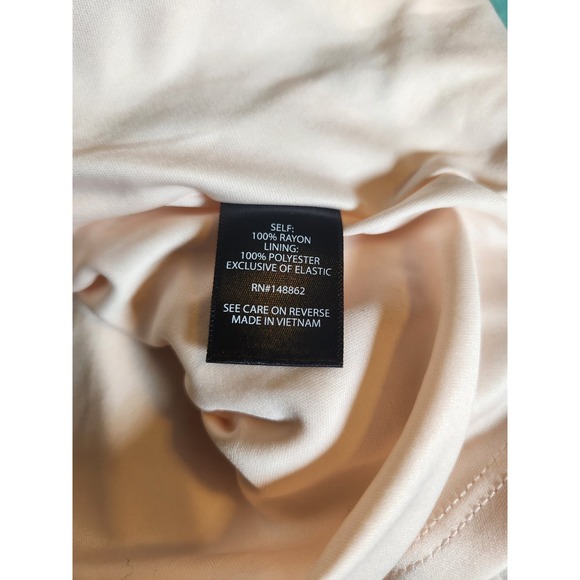 SELF:
100% RAYON
LINING:
100% POLYESTER
EXCLUSIVE OF ELASTIC
RN#148862
SEE CARE ON REVERSE
MADE IN VIETNAM